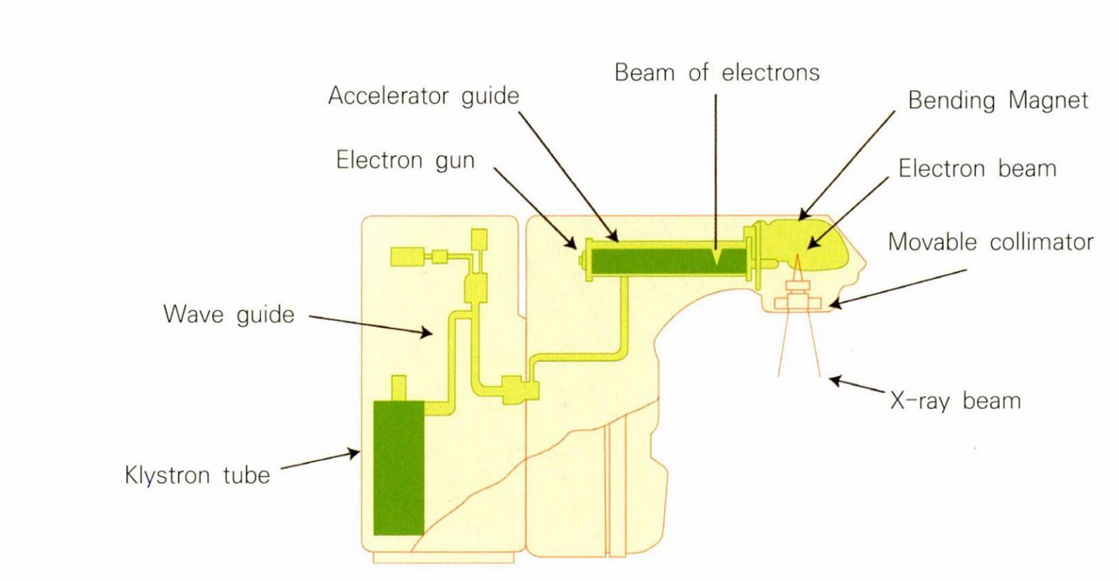 Beam of electrons
Accelerator guide
Bending Magnet
Electron gun
Electron beam
Movable collimator
Wave guide
X-ray beam
Klystron tube